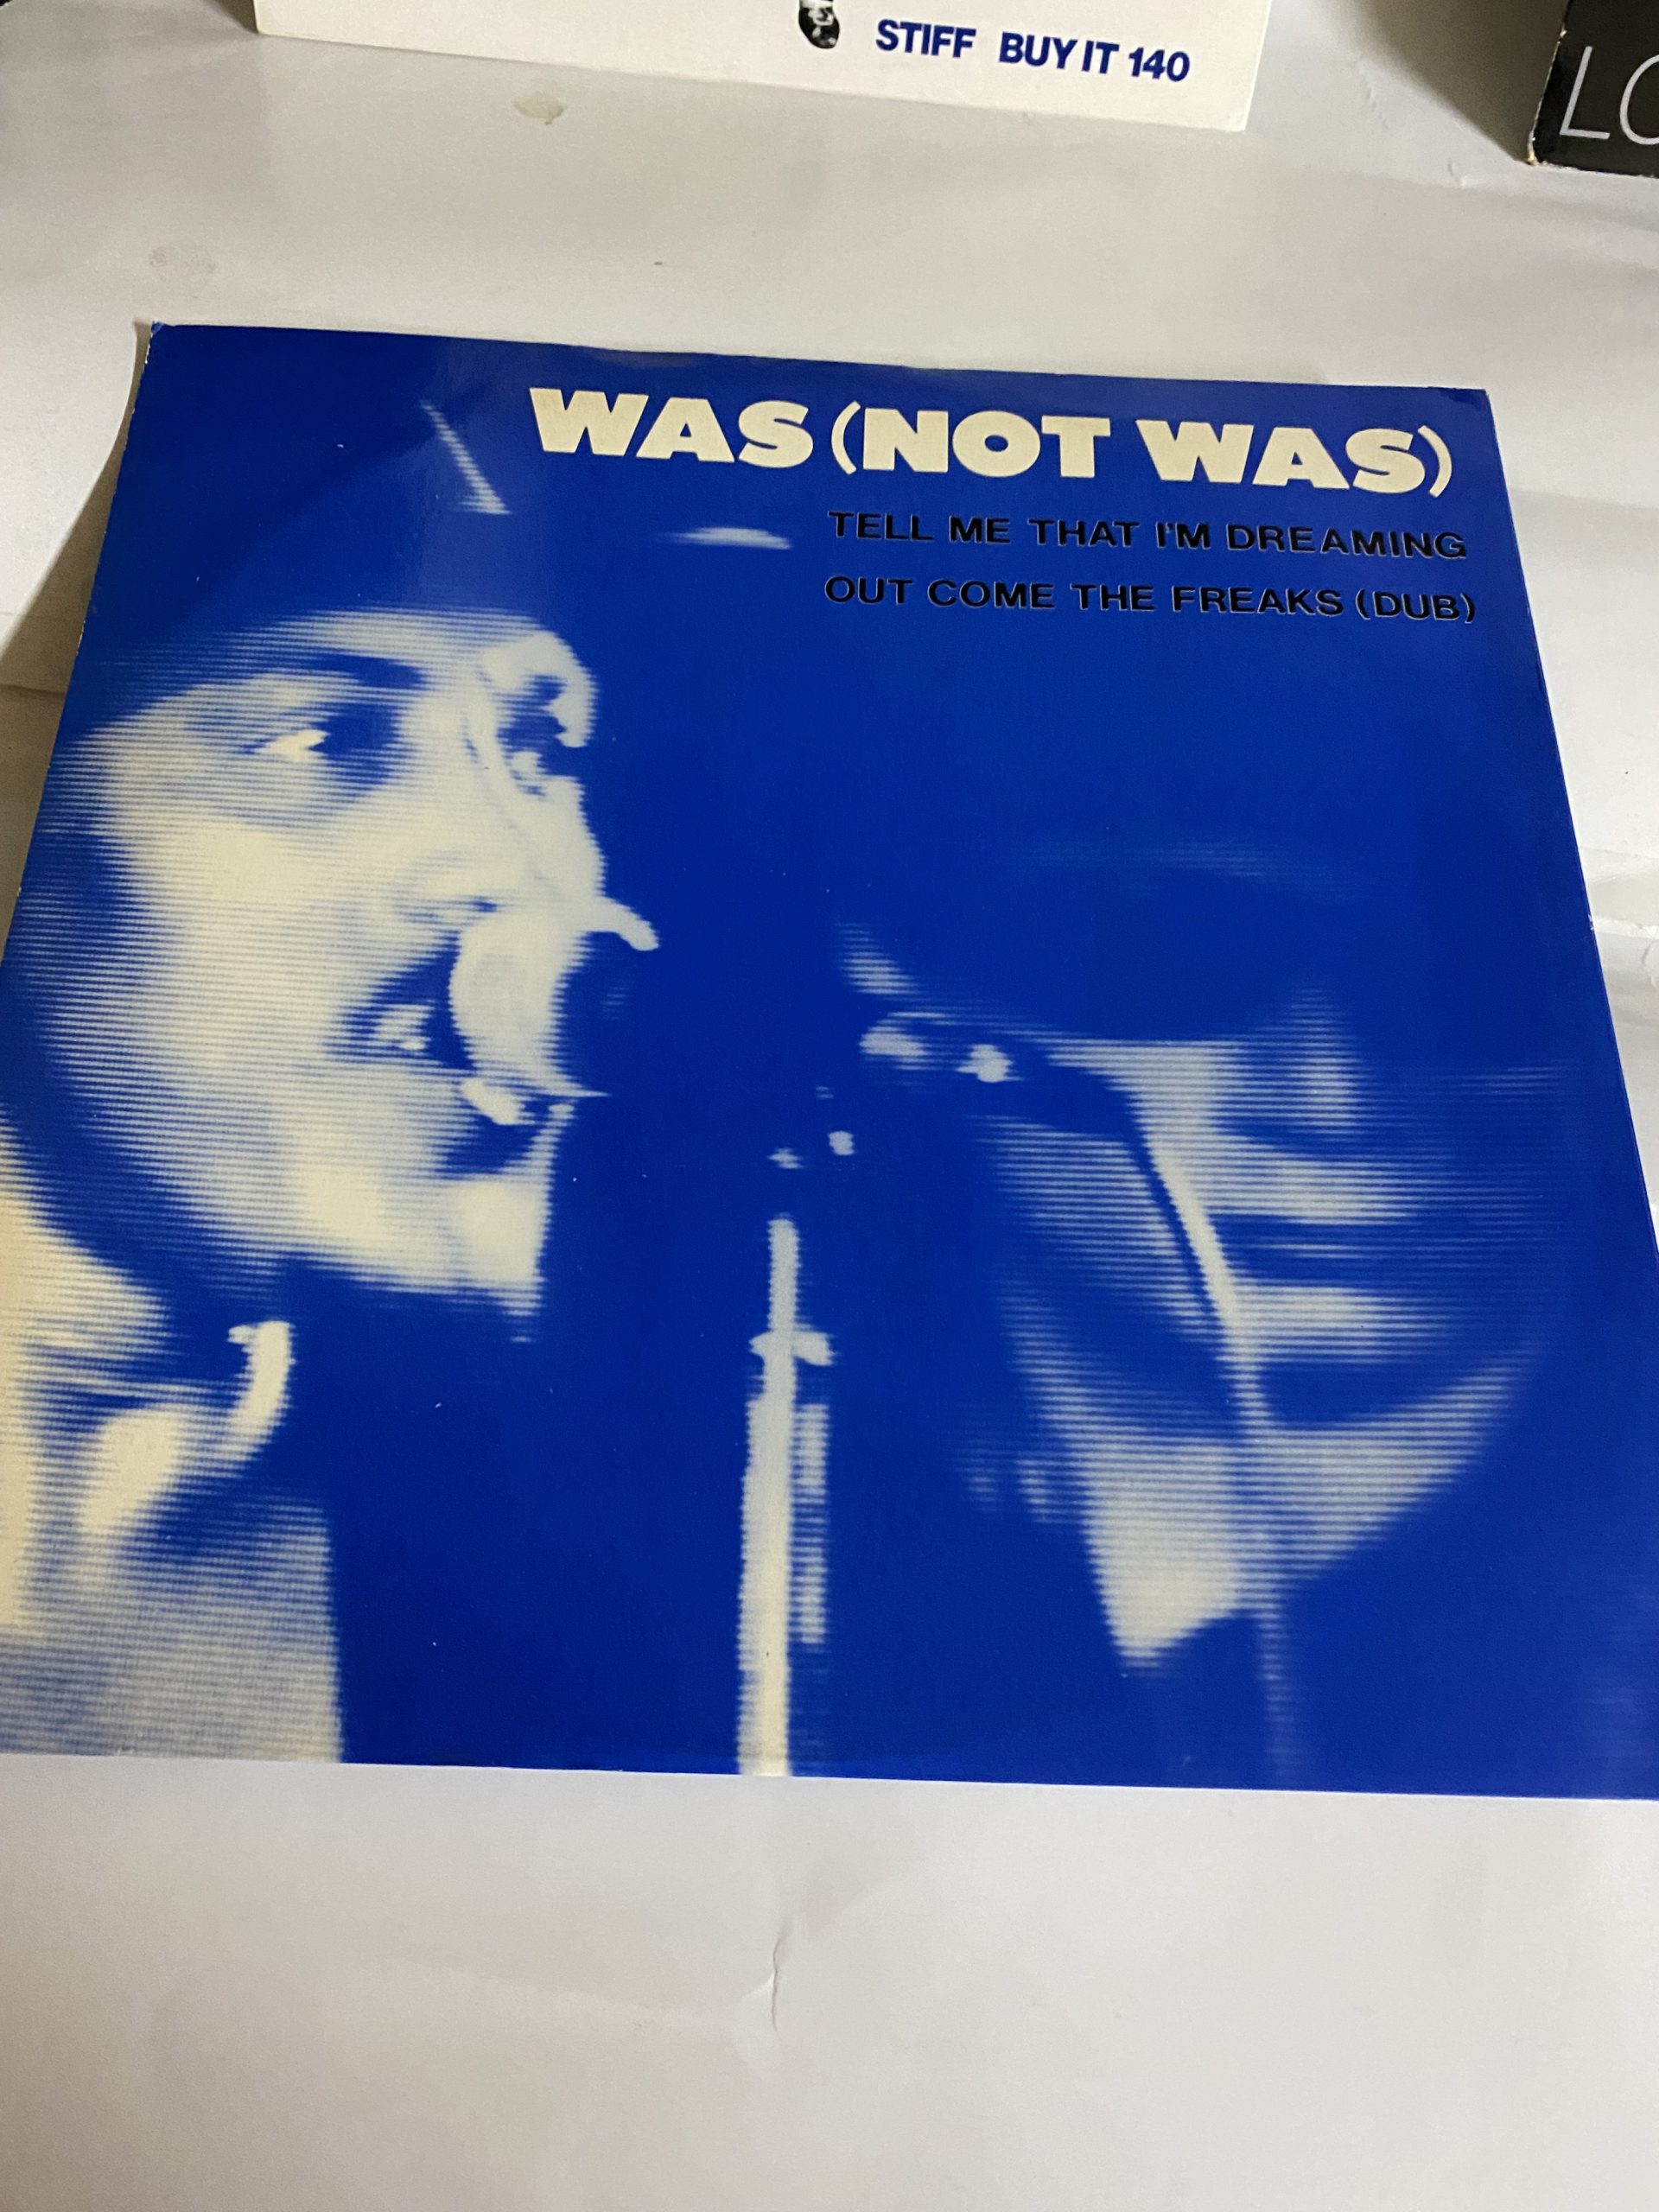 STIFF BUY IT 140
LO
WAS (NOT WAS)
TELL ME THAT I'M DREAMING
OUT COME THE FREAKS (DUB)